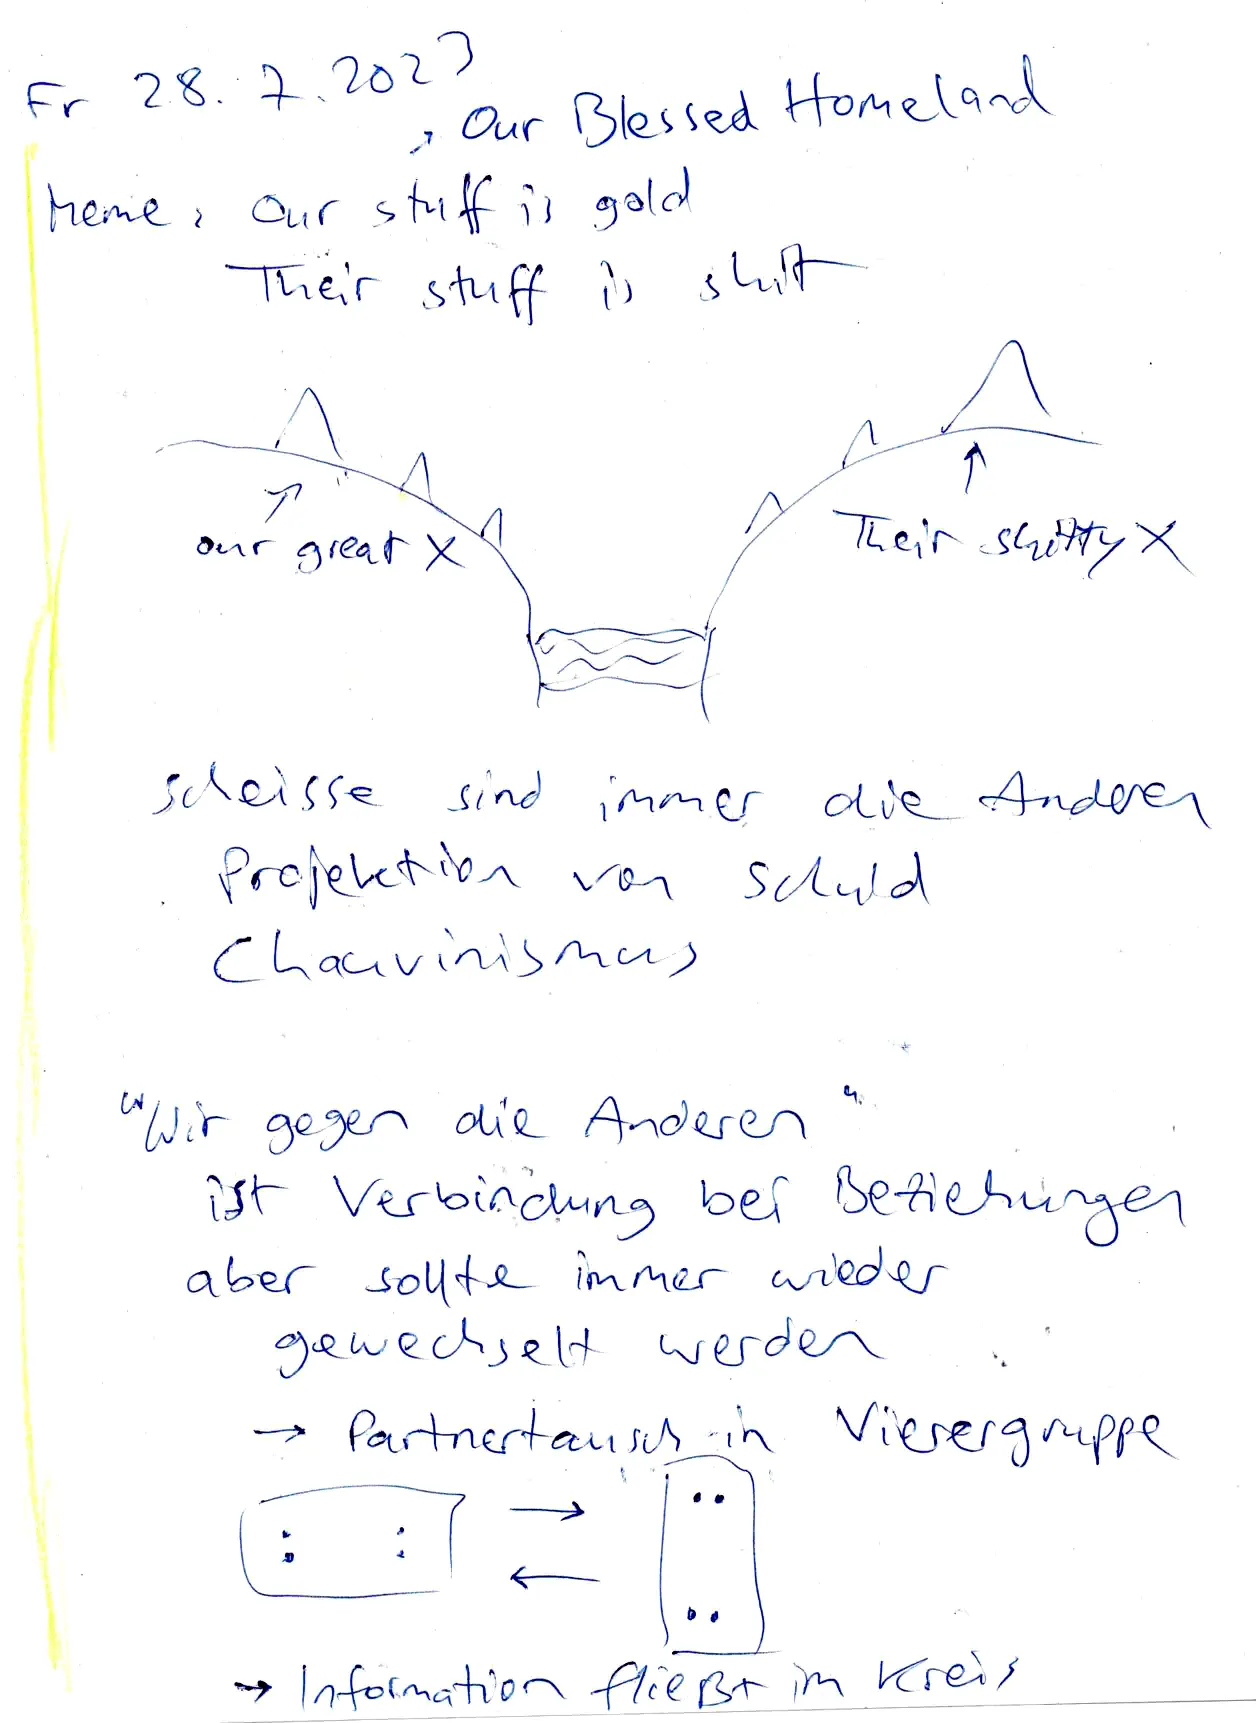 Fr 28.7.2023
, Our Blessed Homeland
Meme: Our stuff is gold
Their stuff is shit
our great X
Their shitty X
scheisse sind immer die Anderen
Projektion von Schuld
Chauvinismus
"Wir gegen die Anderen"
ist Verbindung bei Beziehungen
aber sollte immer wieder
gewechselt werden
→ Partnertausch in Vierergruppe
→ Information fließt im Kreis